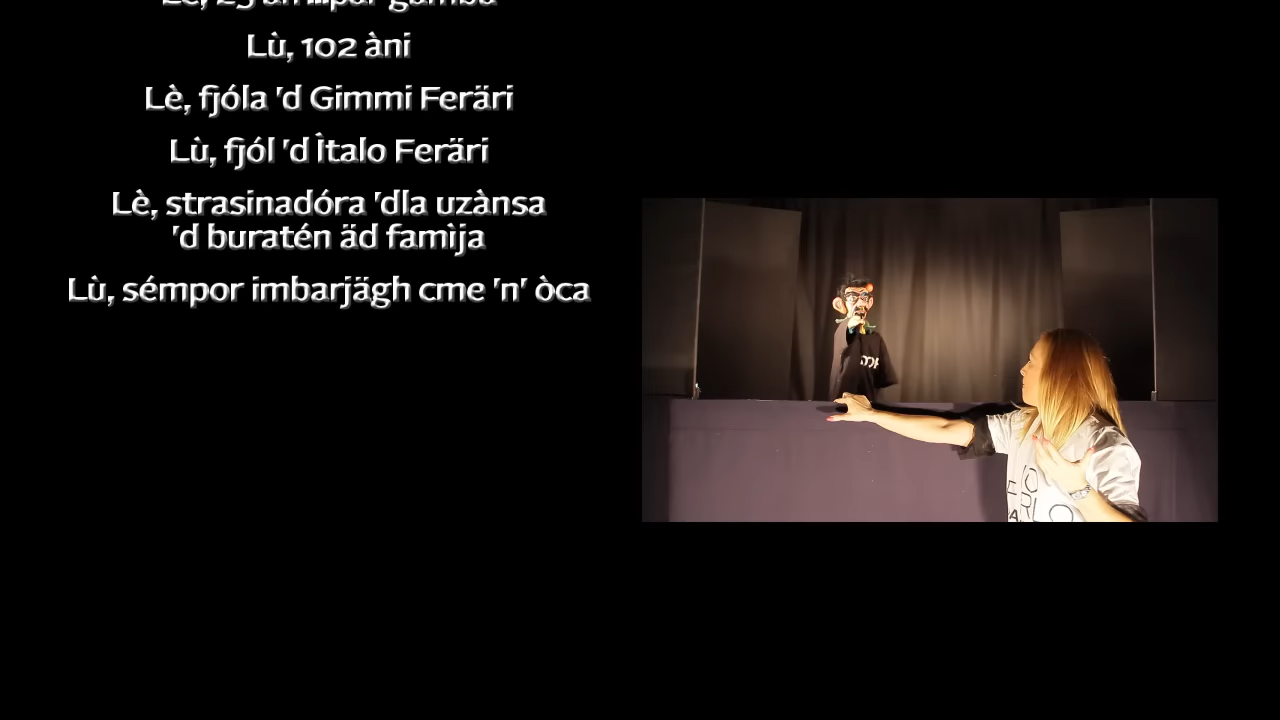 Lù, 102 àni
Lè, fjóla 'd Gimmi Feräri
Lù, fjól 'd Ìtalo Feräri
Lè, strasinadóra 'dla uzànsa
'd buratén äd famìja
Lù, sémpor imbarjägh cme 'n' òca